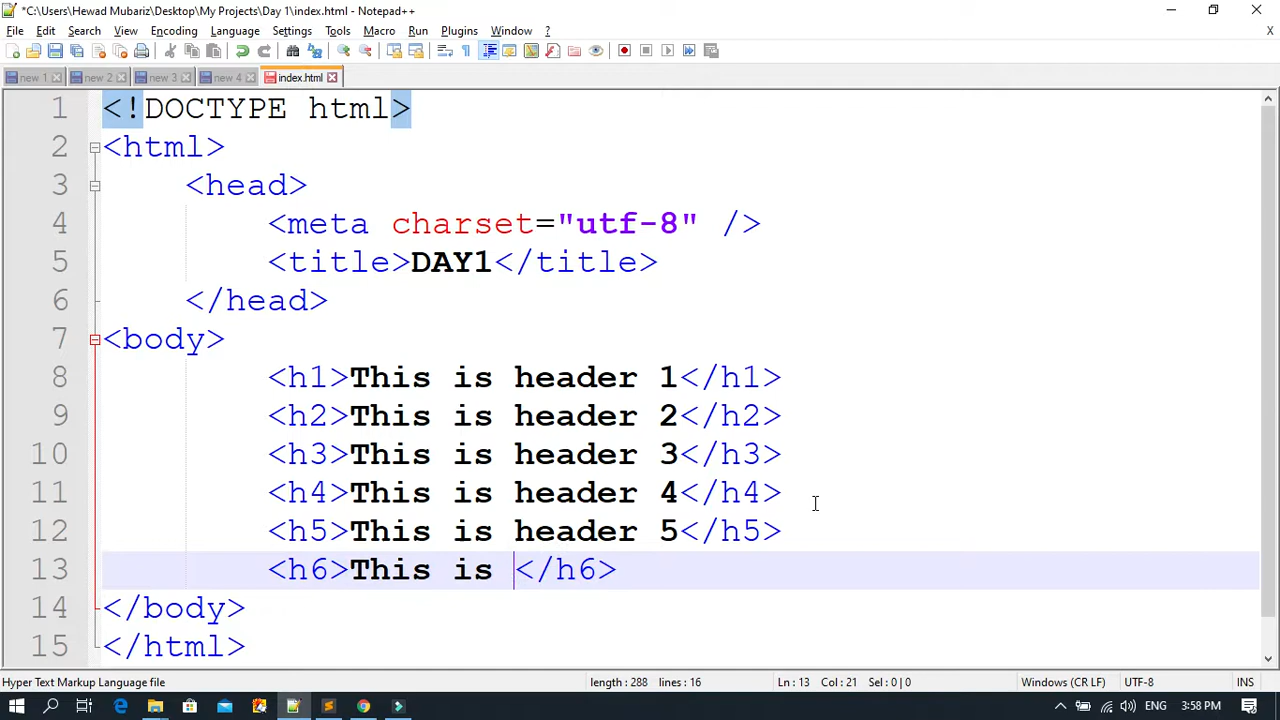 *C:\Users\Hewad Mubariz\Desktop\My Projects\Day 1\index.html - Notepad++
File Edit Search View Encoding Language Settings Tools Macro Run Plugins Window ? X
new 1 new 2 new 3 new 4 index.html
1 <!DOCTYPE html>
2 <html>
3 <head>
4 <meta charset="utf-8" />
5 <title>DAY1</title>
6 </head>
7 <body>
8 <h1>This is header 1</h1>
9 <h2>This is header 2</h2>
10 <h3>This is header 3</h3>
11 <h4>This is header 4</h4>
12 <h5>This is header 5</h5>
13 <h6>This is </h6>
14 </body>
15 </html>
Hyper Text Markup Language file length : 288 lines : 16 Ln : 13 Col : 21 Sel : 0 | 0 Windows (CR LF) UTF-8 INS
ENG 3:58 PM